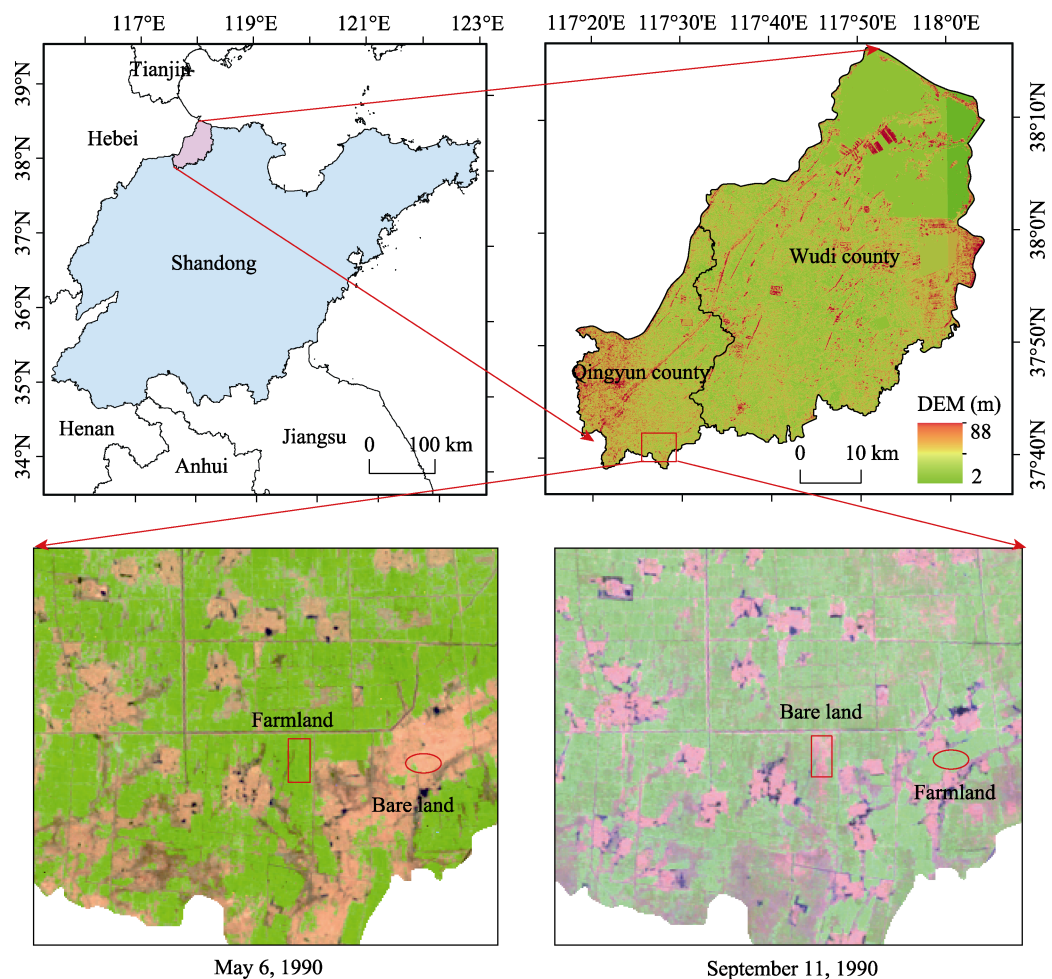 117°E 119°E 121°E 123°E
117°20'E 117°30'E 117°40'E 117°50'E 118°0'E
39°N
38°N
37°N
36°N
35°N
34°N
Tianjin
Hebei
Shandong
Henan
Anhui
Jiangsu
0 100 km
38°10'N
38°0'N
37°50'N
37°40'N
Wudi county
Qingyun county
DEM (m)
88
2
0 10 km
Farmland
Bare land
May 6, 1990
Bare land
Farmland
September 11, 1990